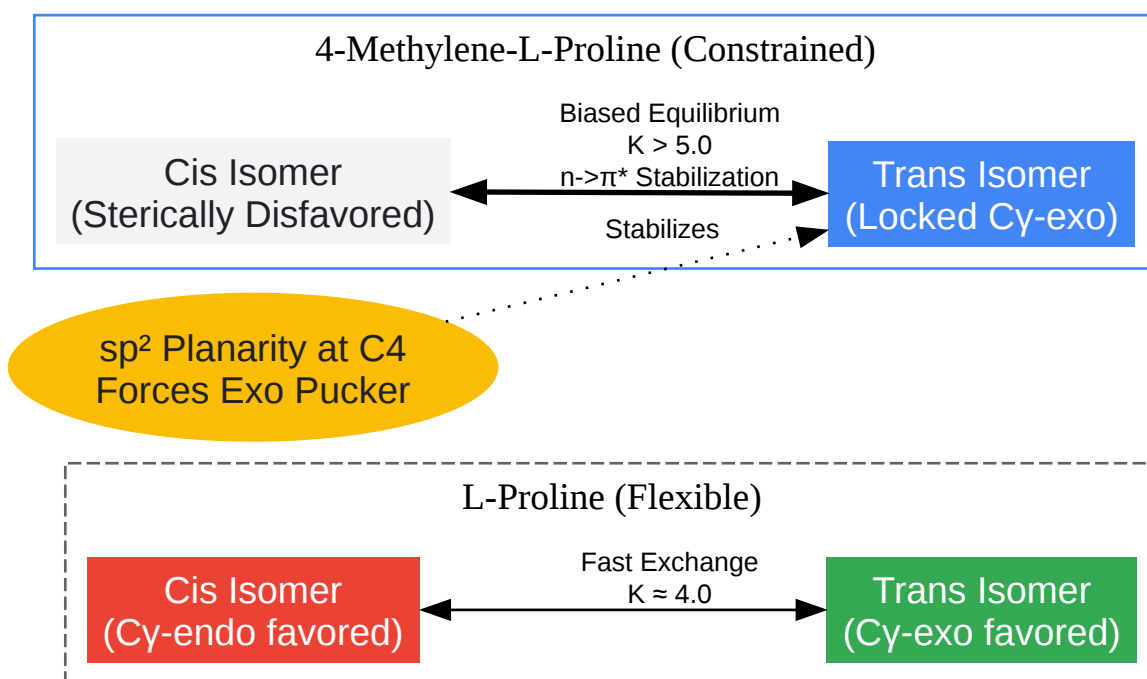 4-Methylene-L-Proline (Constrained)
Biased Equilibrium
K > 5.0
n->π* Stabilization
Cis Isomer
(Sterically Disfavored)
Trans Isomer
(Locked Cγ-exo)
Stabilizes
sp² Planarity at C4
Forces Exo Pucker
L-Proline (Flexible)
Fast Exchange
K ≈ 4.0
Cis Isomer
(Cγ-endo favored)
Trans Isomer
(Cγ-exo favored)